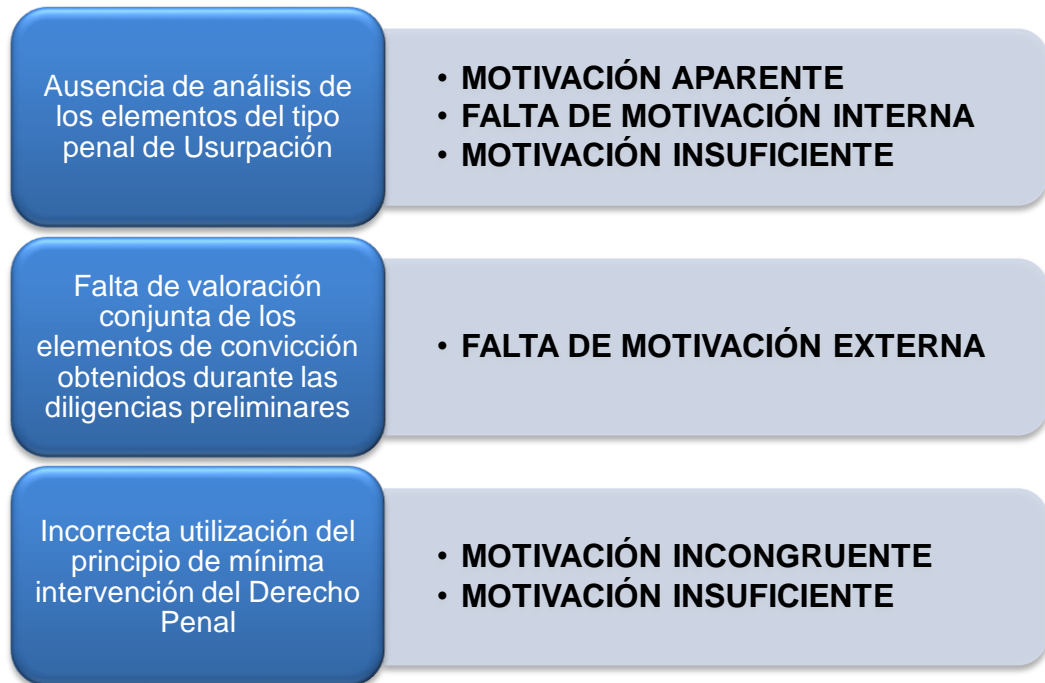 Ausencia de análisis de
los elementos del tipo
penal de Usurpación
• MOTIVACIÓN APARENTE
• FALTA DE MOTIVACIÓN INTERNA
• MOTIVACIÓN INSUFICIENTE
Falta de valoración
conjunta de los
elementos de convicción
obtenidos durante las
diligencias preliminares
• FALTA DE MOTIVACIÓN EXTERNA
Incorrecta utilización del
principio de mínima
intervención del Derecho
Penal
• MOTIVACIÓN INCONGRUENTE
• MOTIVACIÓN INSUFICIENTE